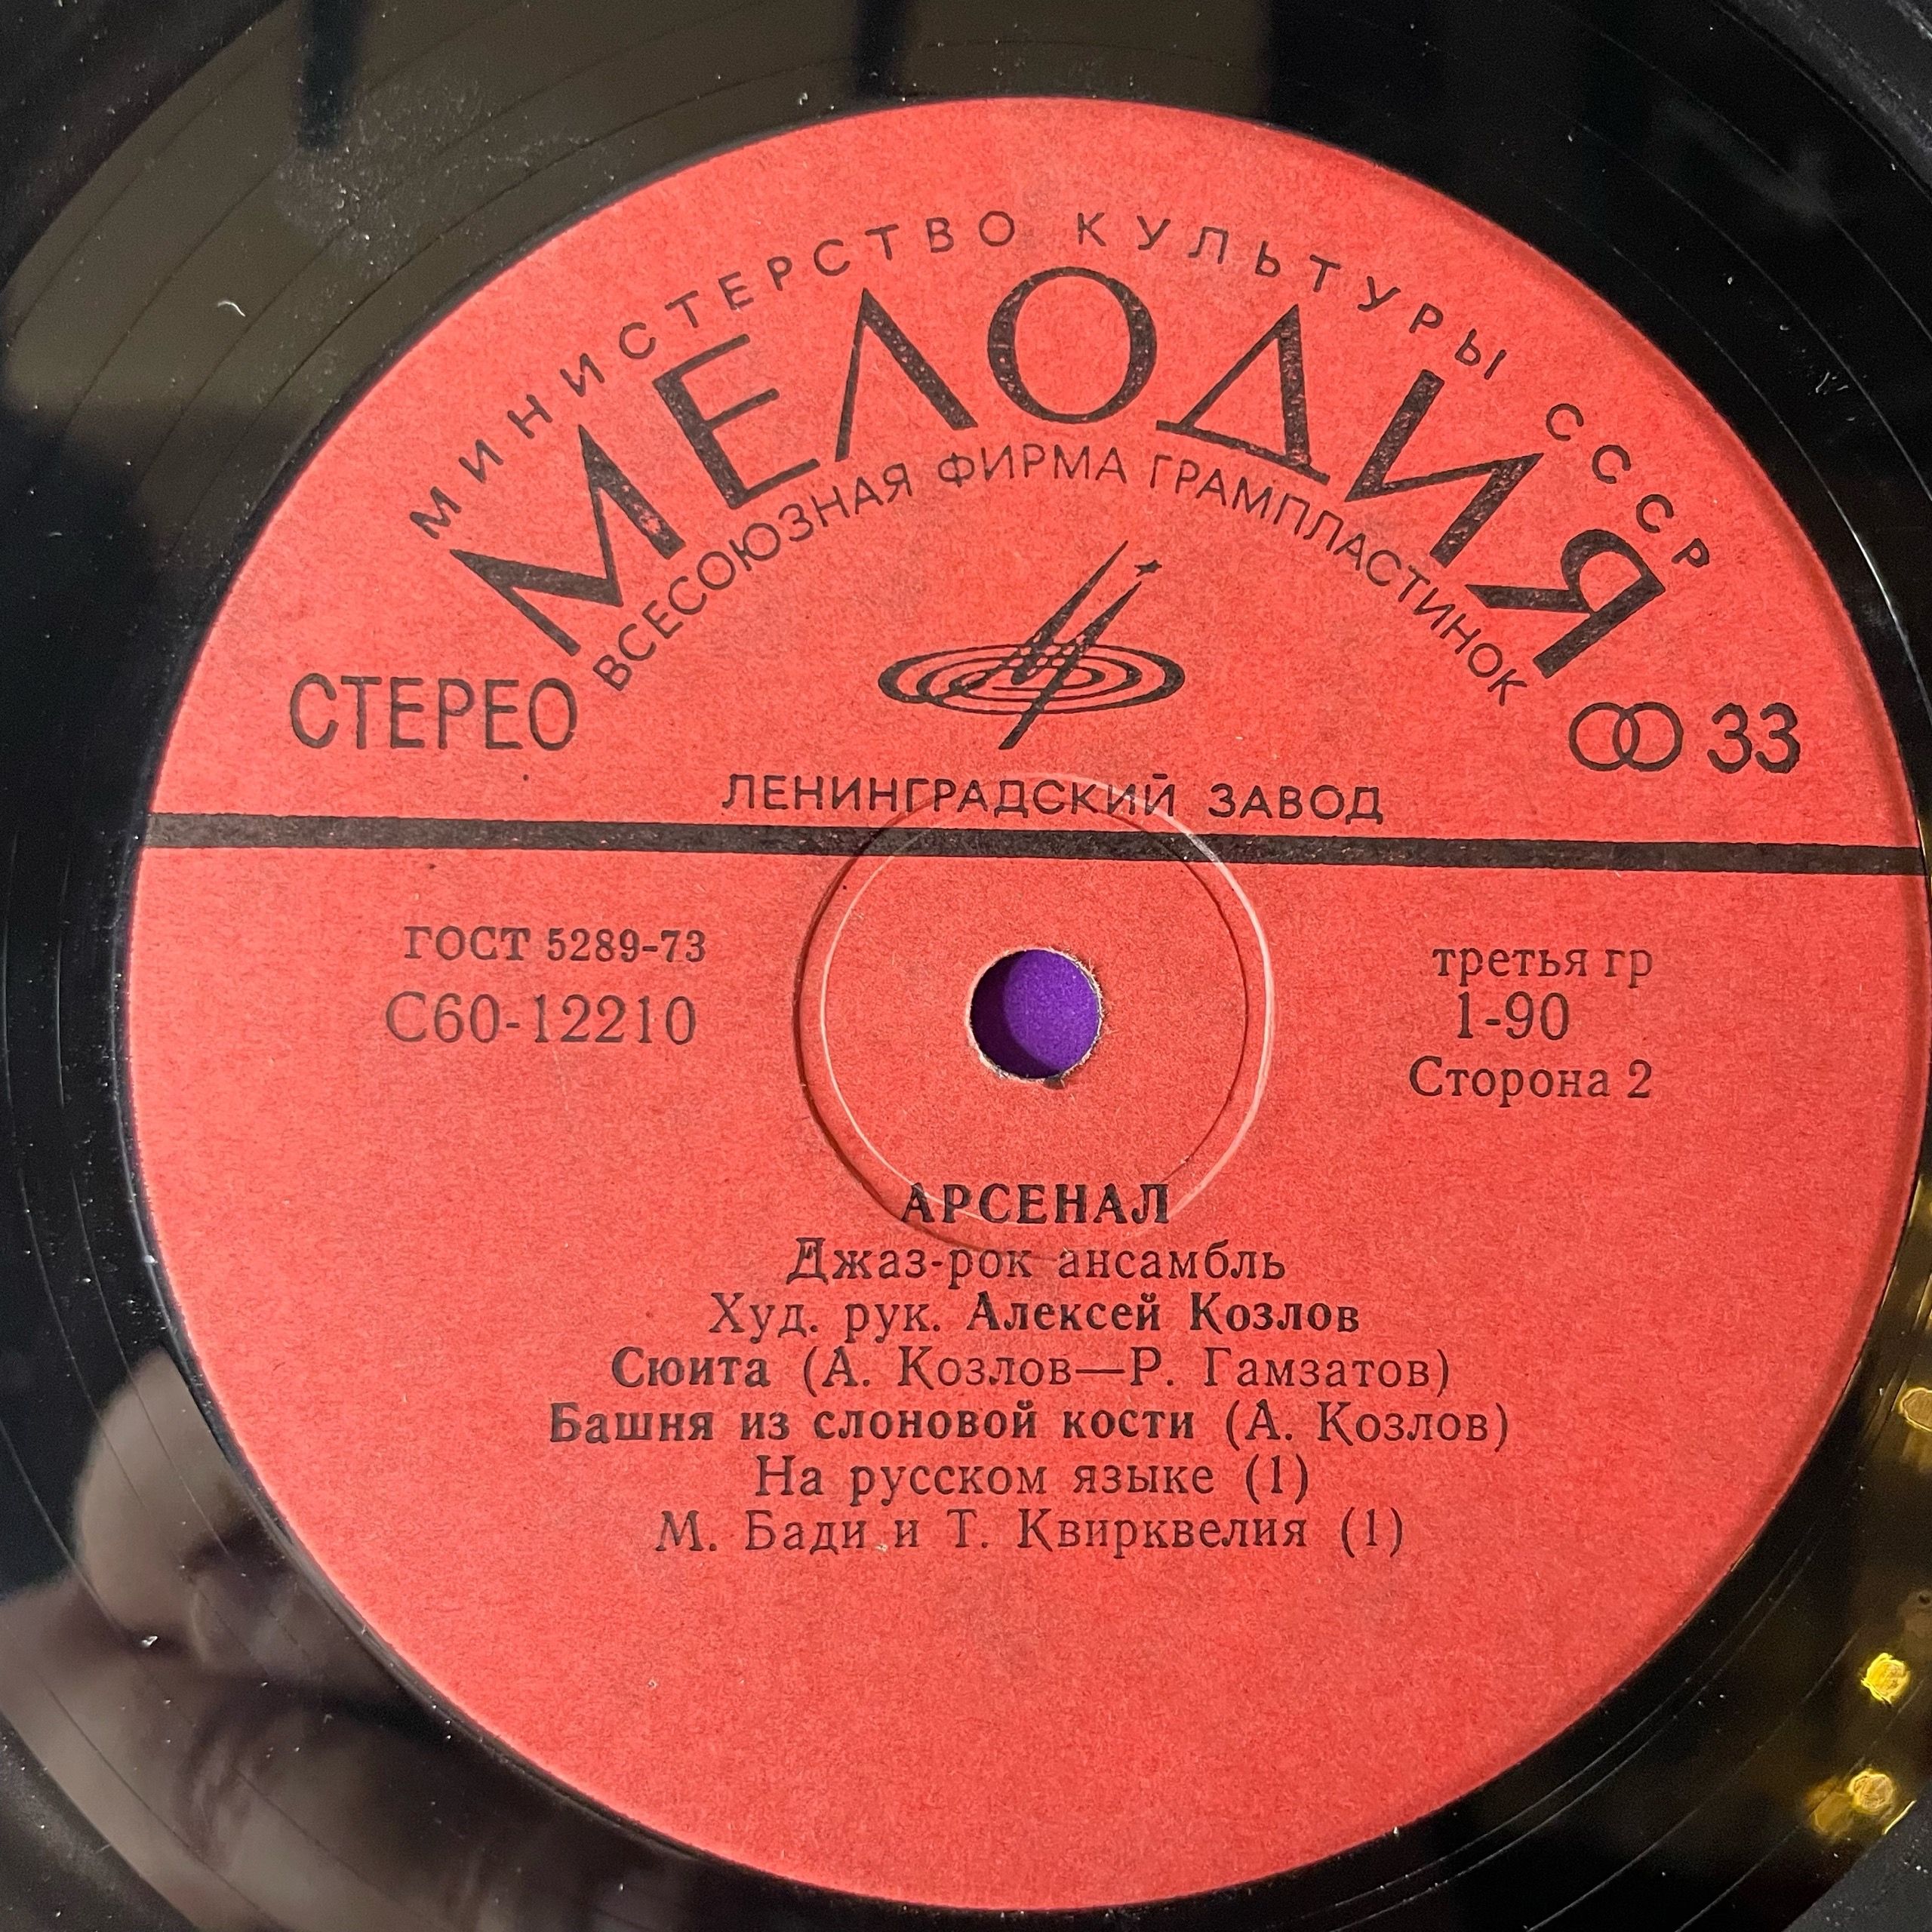 МИНИСТЕРСТВО КУЛЬТУРЫ СССР
МЕЛОДИЯ
ВСЕСОЮЗНАЯ ФИРМА ГРАМПЛАСТИНОК
СТЕРЕО
33
ЛЕНИНГРАДСКИЙ ЗАВОД
ГОСТ 5289-73
С60-12210
третья гр
1-90
Сторона 2
АРСЕНАЛ
Джаз-рок ансамбль
Худ. рук. Алексей Козлов
Сюита (А. Козлов—Р. Гамзатов)
Башня из слоновой кости (А. Козлов)
На русском языке (1)
М. Бади и Т. Квирквелия (1)